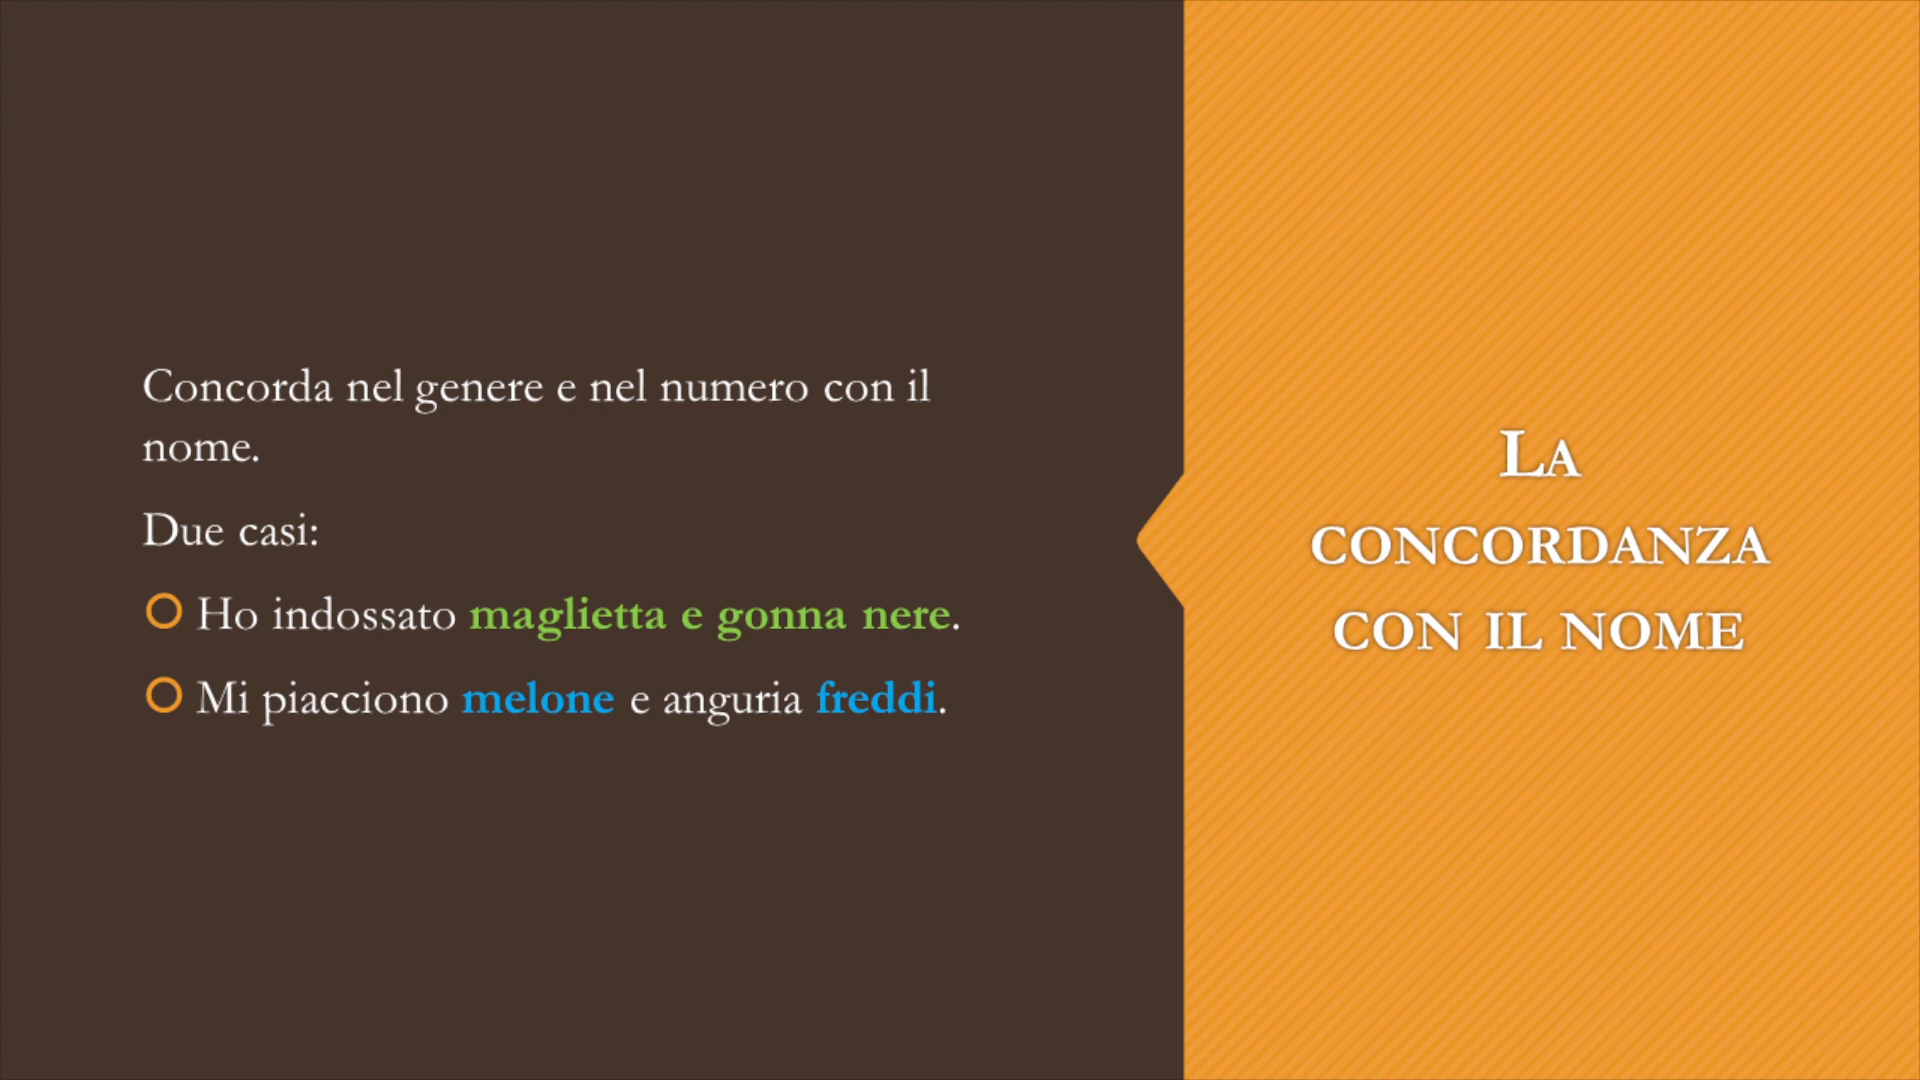 Concorda nel genere e nel numero con il
nome.
Due casi:
Ho indossato maglietta e gonna nere.
Mi piacciono melone e anguria freddi.
La
concordanza
con il nome